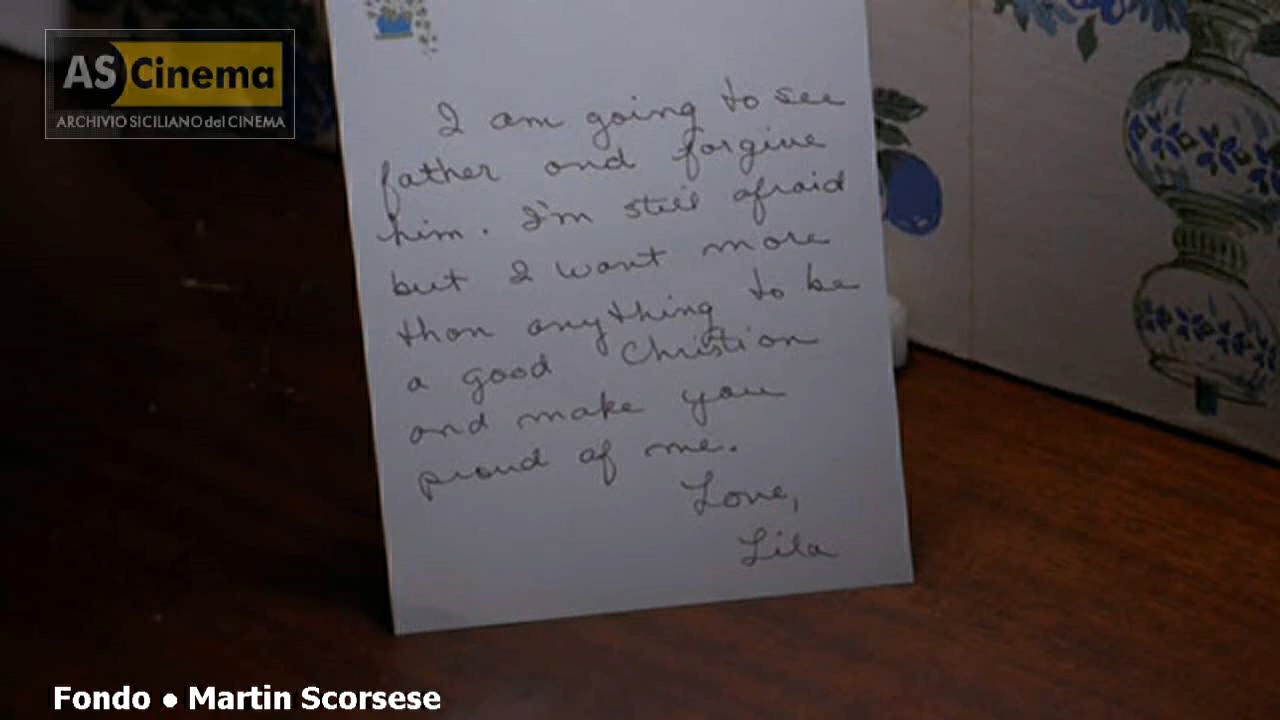 AS Cinema
ARCHIVIO SICILIANO del CINEMA
I am going to see
father and forgive
him. I'm still afraid
but I want more
than anything to be
a good Christian
and make you
proud of me.
Love,
Lila
Fondo • Martin Scorsese